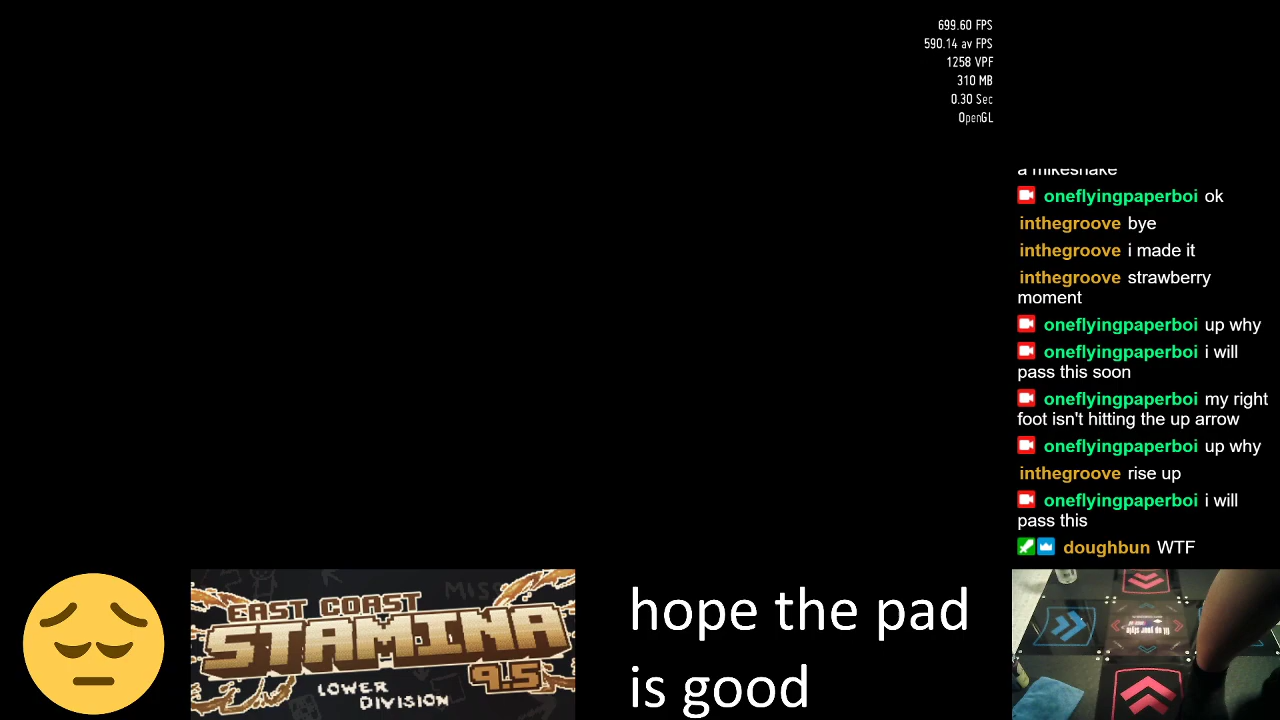 699.60 FPS
590.14 av FPS
1258 VPF
310 MB
0.30 Sec
OpenGL
a mikeshake
oneflyingpaperboi ok
inthegroove bye
inthegroove i made it
inthegroove strawberry
moment
oneflyingpaperboi up why
oneflyingpaperboi i will
pass this soon
oneflyingpaperboi my right
foot isn't hitting the up arrow
oneflyingpaperboi up why
inthegroove rise up
oneflyingpaperboi i will
pass this
doughbun WTF
MISS
EAST COAST
STAMINA
9.5
LOWER
DIVISION
hope the pad
is good